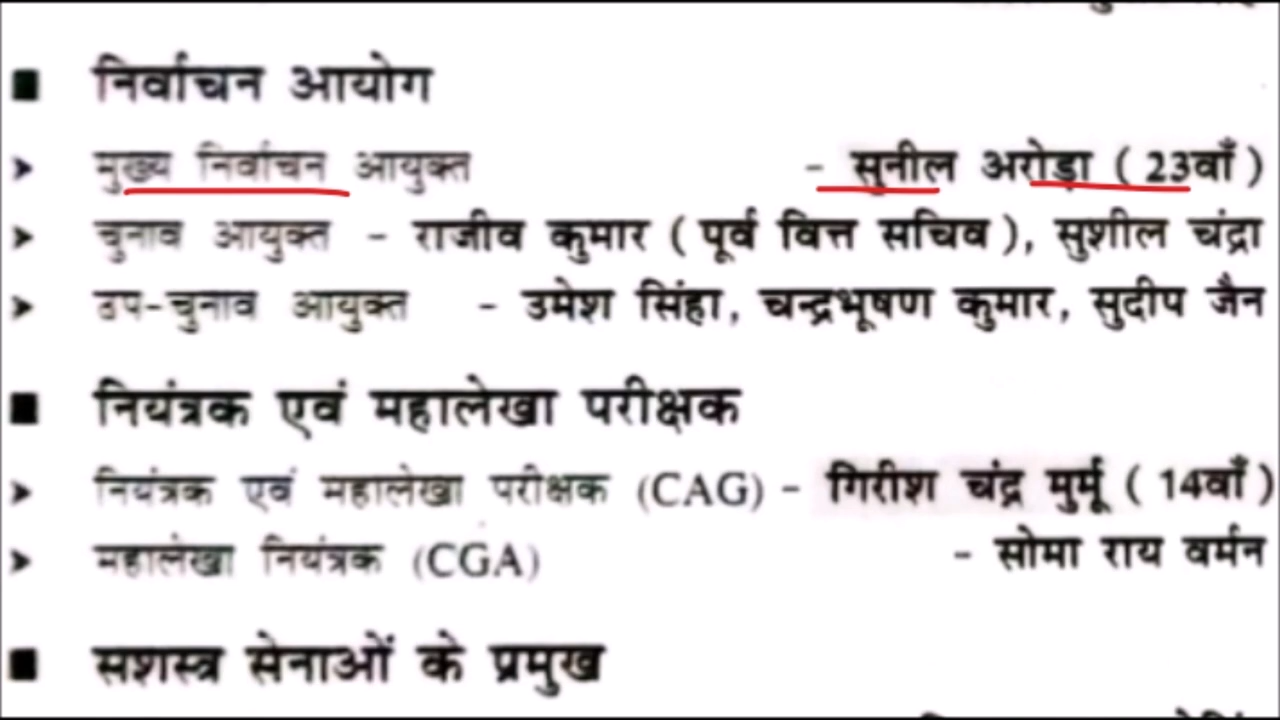 ■ निर्वाचन आयोग
➤ मुख्य निर्वाचन आयुक्त - सुनील अरोड़ा ( 23वाँ )
➤ चुनाव आयुक्त - राजीव कुमार ( पूर्व वित्त सचिव ), सुशील चंद्रा
➤ उप-चुनाव आयुक्त - उमेश सिंहा, चन्द्रभूषण कुमार, सुदीप जैन
■ नियंत्रक एवं महालेखा परीक्षक
➤ नियंत्रक एवं महालेखा परीक्षक (CAG) - गिरीश चंद्र मुर्मू ( 14वाँ )
➤ महालेखा नियंत्रक (CGA) - सोमा राय वर्मन
■ सशस्त्र सेनाओं के प्रमुख